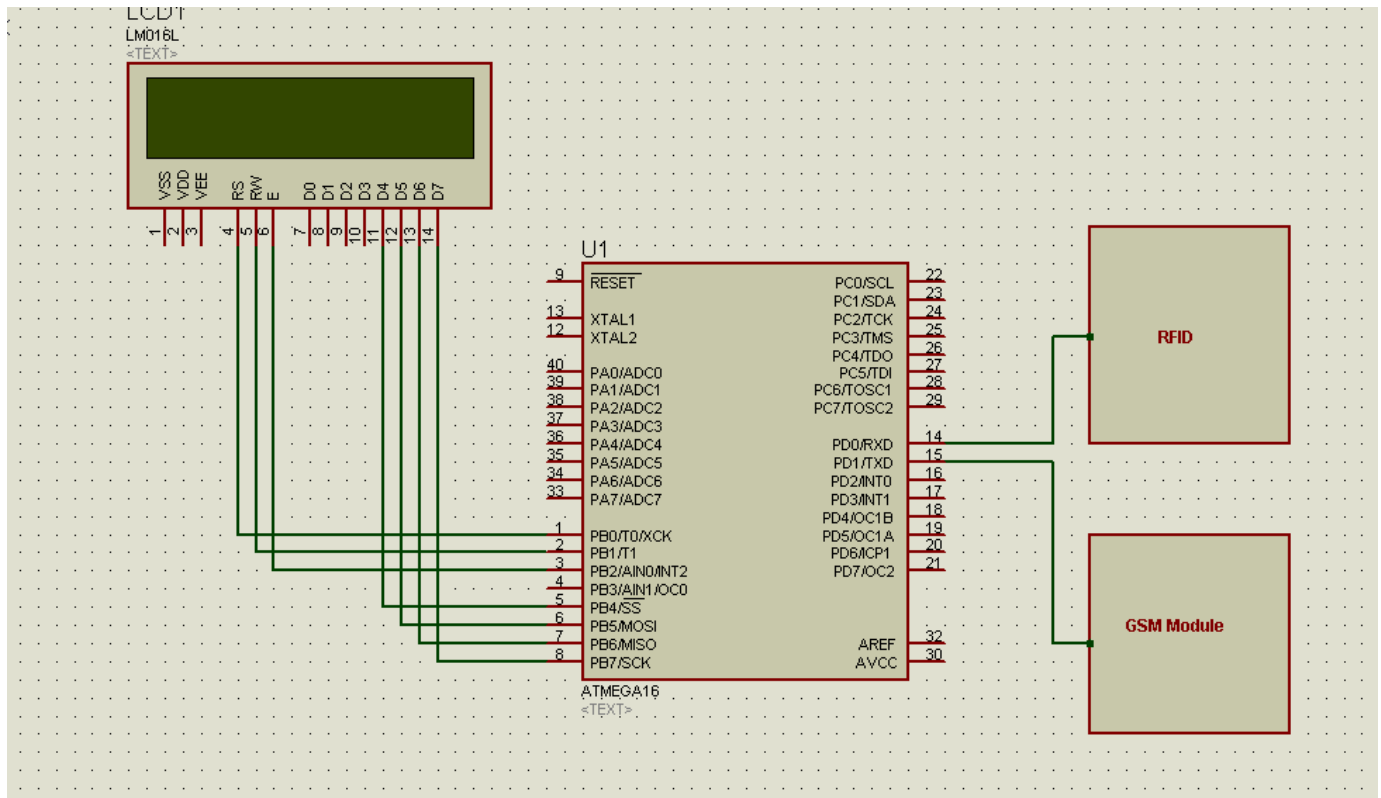 LCD1
LM016L
<TEXT>
VSS
VDD
VEE
RS
RW
E
D0
D1
D2
D3
D4
D5
D6
D7
1
2
3
4
5
6
7
8
9
10
11
12
13
14
U1
9 RESET
13 XTAL1
12 XTAL2
40 PA0/ADC0
39 PA1/ADC1
38 PA2/ADC2
37 PA3/ADC3
36 PA4/ADC4
35 PA5/ADC5
34 PA6/ADC6
33 PA7/ADC7
1 PB0/T0/XCK
2 PB1/T1
3 PB2/AIN0/INT2
4 PB3/AIN1/OC0
5 PB4/SS
6 PB5/MOSI
7 PB6/MISO
8 PB7/SCK
PC0/SCL 22
PC1/SDA 23
PC2/TCK 24
PC3/TMS 25
PC4/TDO 26
PC5/TDI 27
PC6/TOSC1 28
PC7/TOSC2 29
PD0/RXD 14
PD1/TXD 15
PD2/INT0 16
PD3/INT1 17
PD4/OC1B 18
PD5/OC1A 19
PD6/ICP1 20
PD7/OC2 21
AREF 32
AVCC 30
ATMEGA16
<TEXT>
RFID
GSM Module